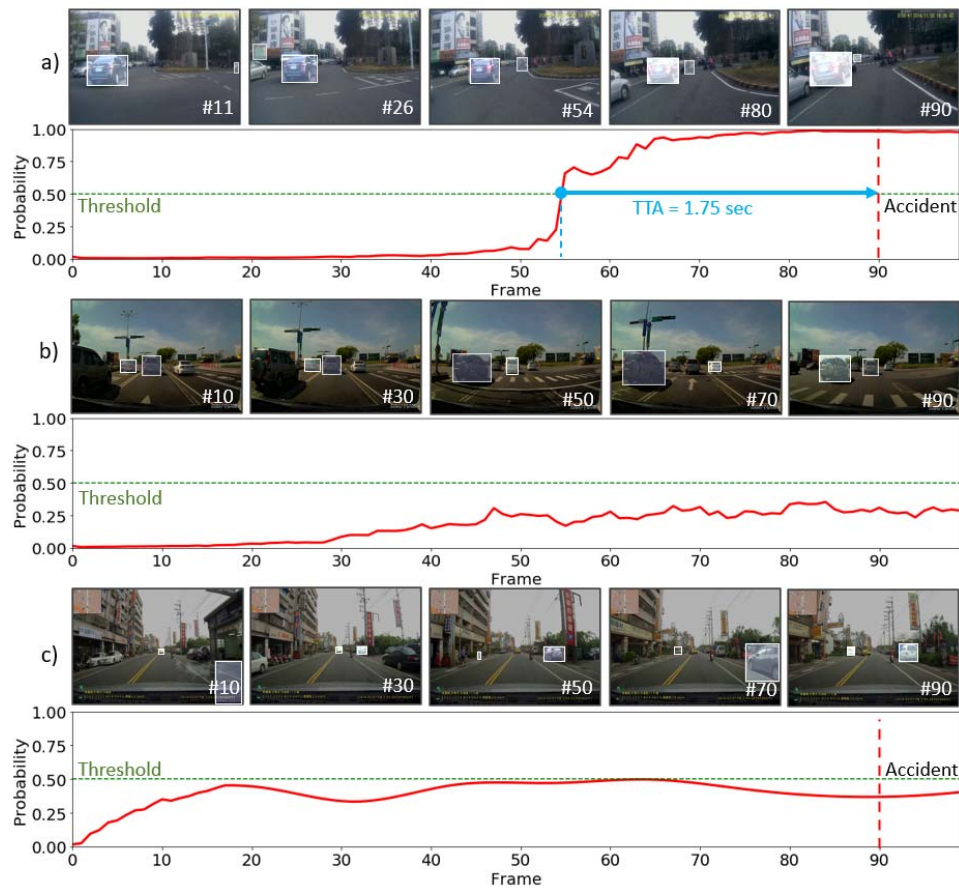 a)
#11 #26 #54 #80 #90
1.00
0.75
0.50
0.25
0.00
Probability
Threshold
TTA = 1.75 sec
Accident
0 10 20 30 40 50 60 70 80 90
Frame
b)
#10 #30 #50 #70 #90
1.00
0.75
0.50
0.25
0.00
Probability
Threshold
0 10 20 30 40 50 60 70 80 90
Frame
c)
#10 #30 #50 #70 #90
1.00
0.75
0.50
0.25
0.00
Probability
Threshold
Accident
0 10 20 30 40 50 60 70 80 90
Frame